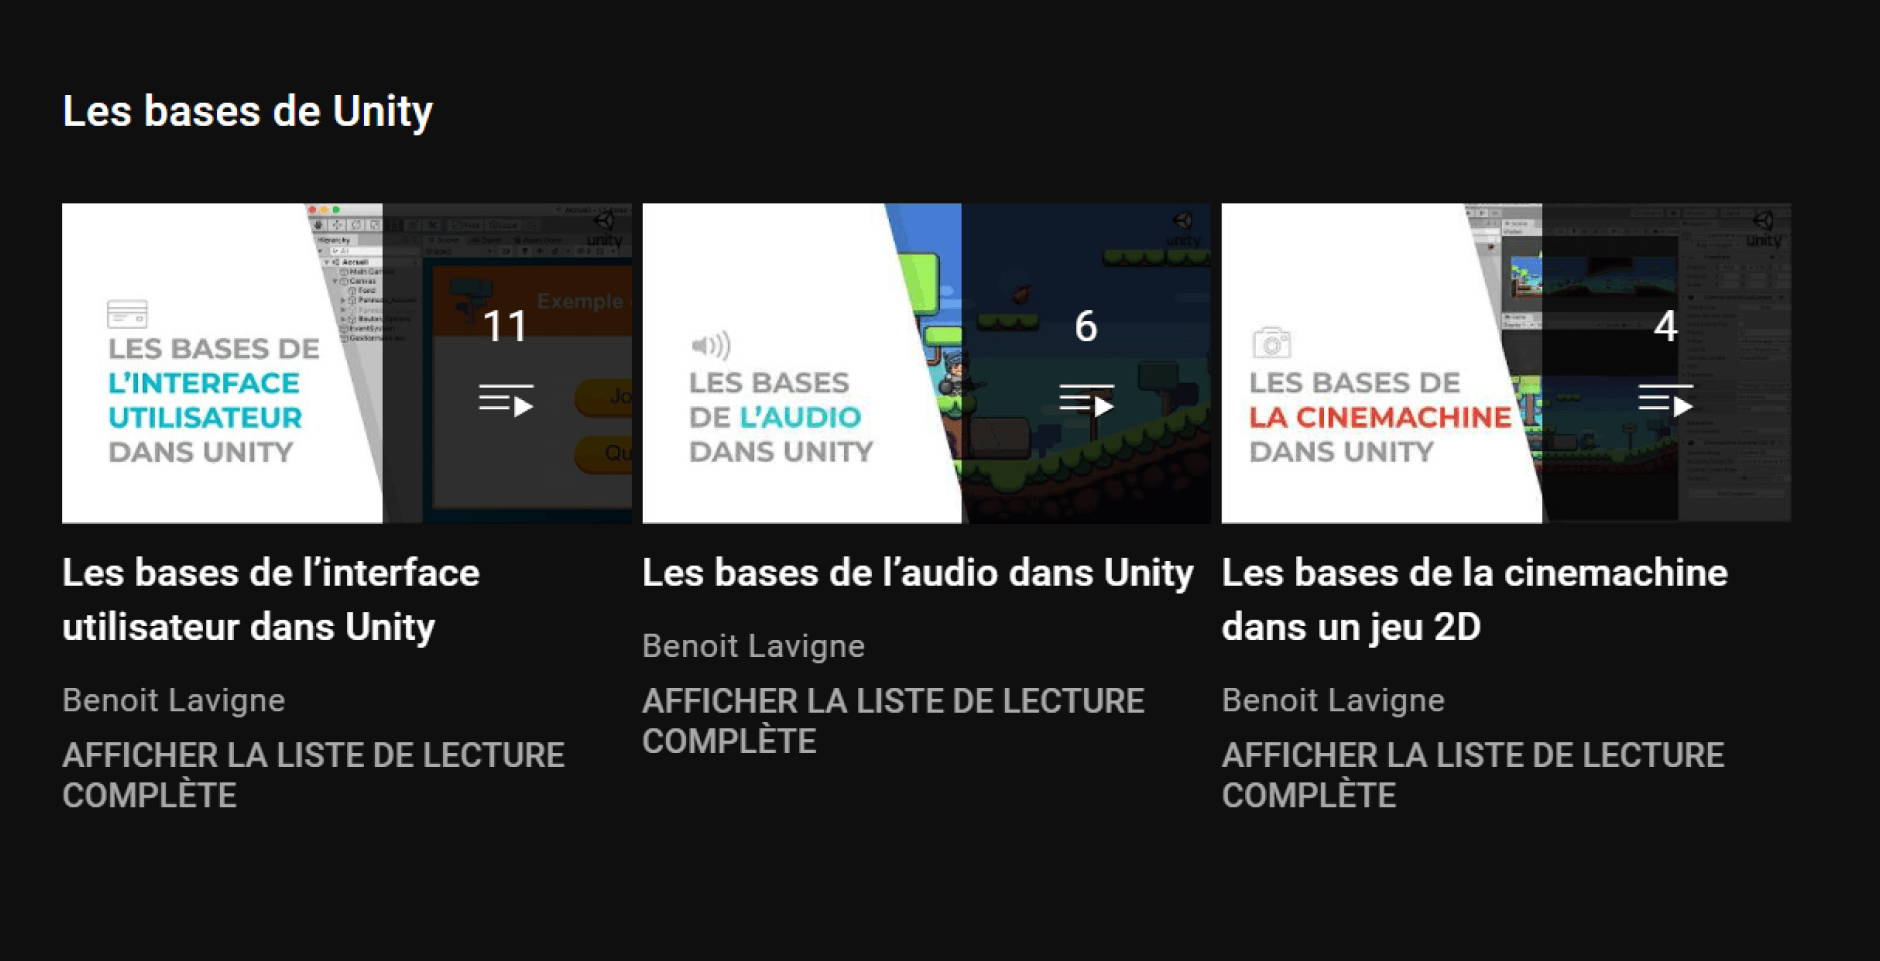 Les bases de Unity
LES BASES DE
L'INTERFACE
UTILISATEUR
DANS UNITY
Hierarchy
Accueil
Canvas
Fond
Exemple
11
Jo
Qu
unity
LES BASES
DE L'AUDIO
DANS UNITY
6
unity
LES BASES DE
LA CINEMACHINE
DANS UNITY
4
unity
Les bases de l’interface
utilisateur dans Unity
Benoit Lavigne
AFFICHER LA LISTE DE LECTURE
COMPLÈTE
Les bases de l’audio dans Unity
Benoit Lavigne
AFFICHER LA LISTE DE LECTURE
COMPLÈTE
Les bases de la cinemachine
dans un jeu 2D
Benoit Lavigne
AFFICHER LA LISTE DE LECTURE
COMPLÈTE